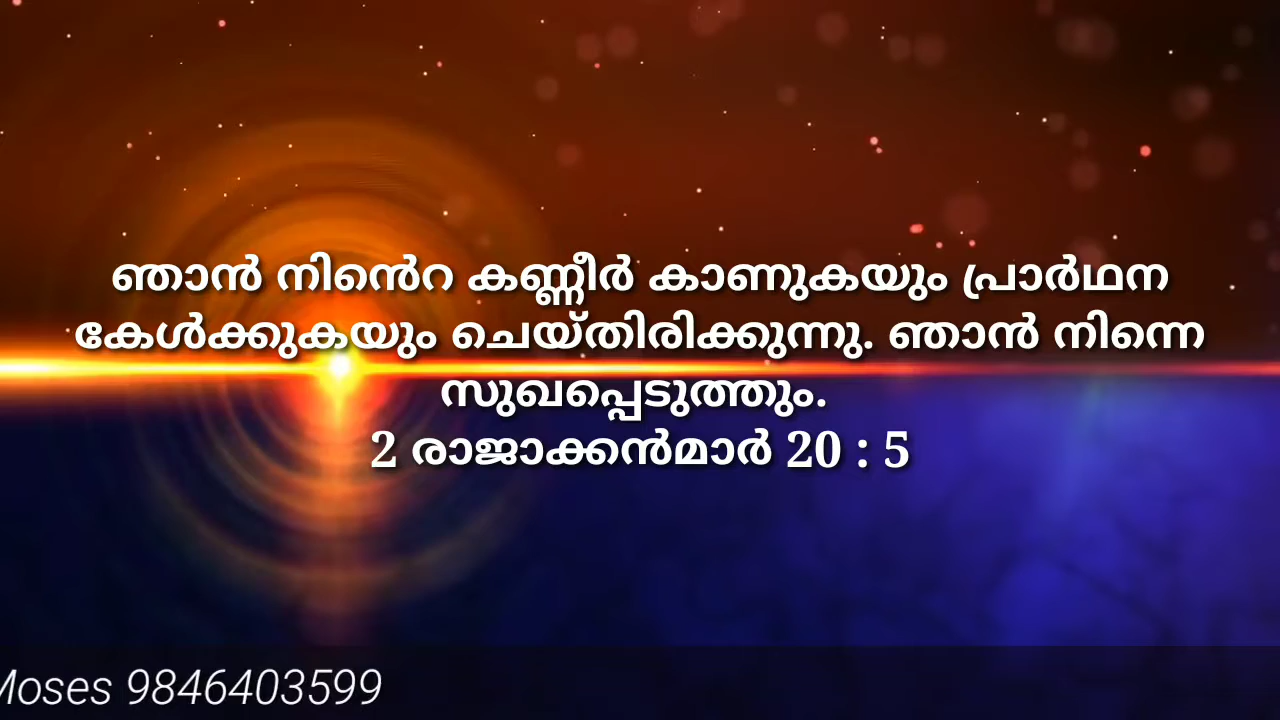 ഞാൻ നിൻെറ കണ്ണീർ കാണുകയും പ്രാർഥന
കേൾക്കുകയും ചെയ്തിരിക്കുന്നു. ഞാൻ നിന്നെ
സുഖപ്പെടുത്തും.
2 രാജാക്കൻമാർ 20 : 5
Moses 9846403599